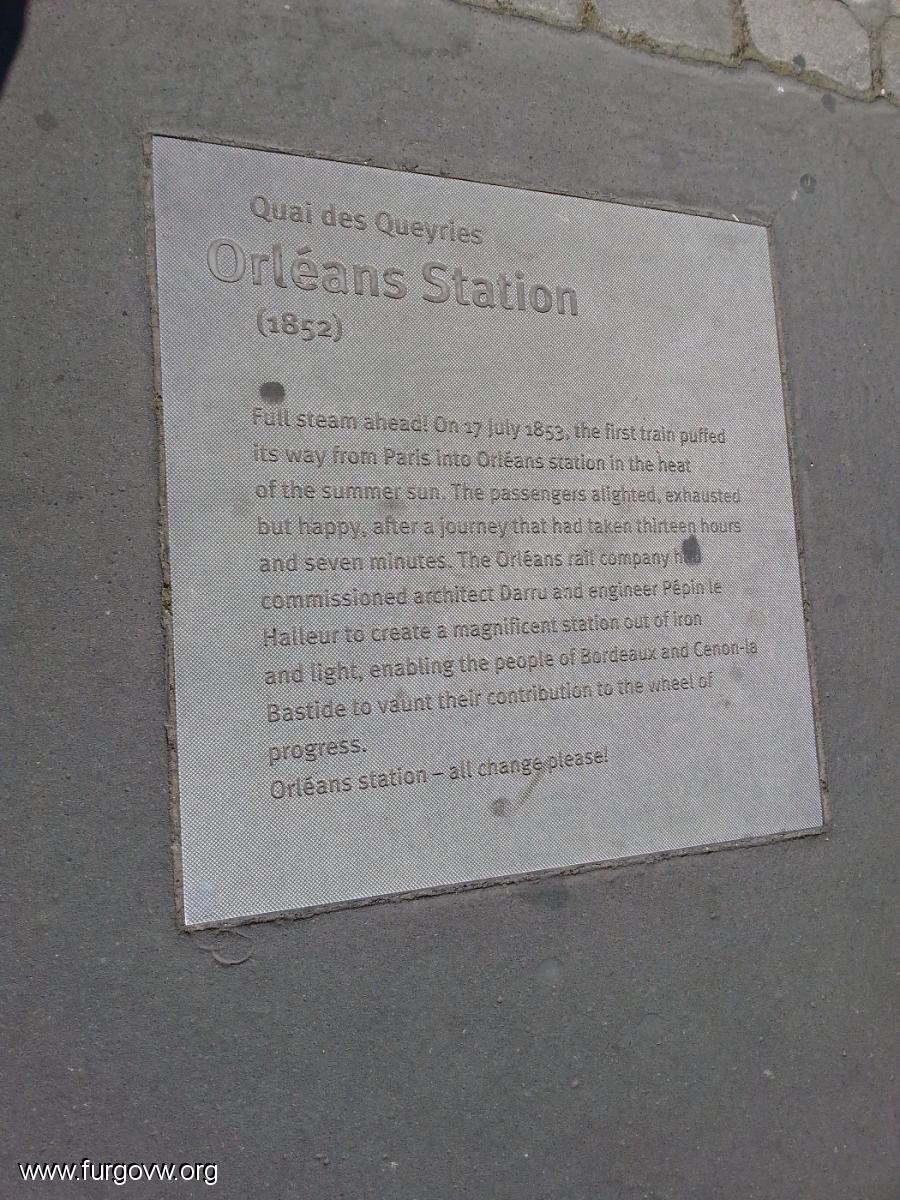 Quai des Queyries
Orléans Station
(1852)
Full steam ahead! On 17 July 1853, the first train puffed
its way from Paris into Orléans station in the heat
of the summer sun. The passengers alighted, exhausted
but happy, after a journey that had taken thirteen hours
and seven minutes. The Orléans rail company had
commissioned architect Darru and engineer Pépin le
Halleur to create a magnificent station out of iron
and light, enabling the people of Bordeaux and Cenon-la
Bastide to vaunt their contribution to the wheel of
progress.
Orléans station – all change please!
www.furgovw.org